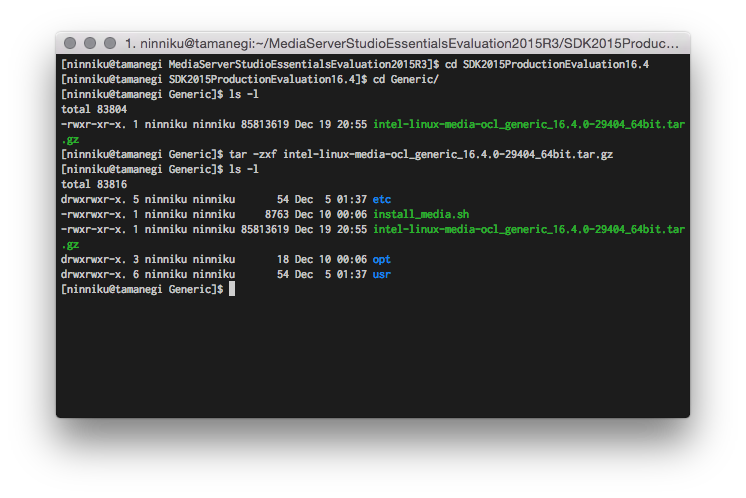 1. ninniku@tamanegi:~/MediaServerStudioEssentialsEvaluation2015R3/SDK2015Produc...
[ninniku@tamanegi MediaServerStudioEssentialsEvaluation2015R3]$ cd SDK2015ProductionEvaluation16.4
[ninniku@tamanegi SDK2015ProductionEvaluation16.4]$ cd Generic/
[ninniku@tamanegi Generic]$ ls -l
total 83804
-rwxr-xr-x. 1 ninniku ninniku 85813619 Dec 19 20:55 intel-linux-media-ocl_generic_16.4.0-29404_64bit.tar
.gz
[ninniku@tamanegi Generic]$ tar -zxf intel-linux-media-ocl_generic_16.4.0-29404_64bit.tar.gz
[ninniku@tamanegi Generic]$ ls -l
total 83816
drwxrwxr-x. 5 ninniku ninniku       54 Dec  5 01:37 etc
-rwxrwxr-x. 1 ninniku ninniku     8763 Dec 10 00:06 install_media.sh
-rwxr-xr-x. 1 ninniku ninniku 85813619 Dec 19 20:55 intel-linux-media-ocl_generic_16.4.0-29404_64bit.tar
.gz
drwxrwxr-x. 3 ninniku ninniku       18 Dec 10 00:06 opt
drwxrwxr-x. 6 ninniku ninniku       54 Dec  5 01:37 usr
[ninniku@tamanegi Generic]$